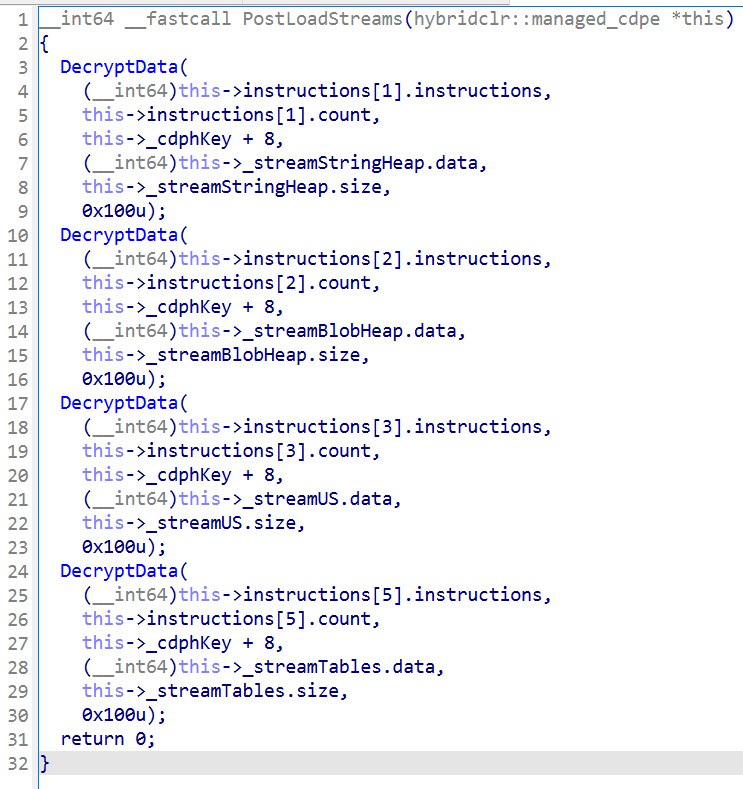 1 __int64 __fastcall PostLoadStreams(hybridclr::managed_cdpe *this)
2 {
3   DecryptData(
4     (__int64)this->instructions[1].instructions,
5     this->instructions[1].count,
6     this->_cdphKey + 8,
7     (__int64)this->_streamStringHeap.data,
8     this->_streamStringHeap.size,
9     0x100u);
10   DecryptData(
11     (__int64)this->instructions[2].instructions,
12     this->instructions[2].count,
13     this->_cdphKey + 8,
14     (__int64)this->_streamBlobHeap.data,
15     this->_streamBlobHeap.size,
16     0x100u);
17   DecryptData(
18     (__int64)this->instructions[3].instructions,
19     this->instructions[3].count,
20     this->_cdphKey + 8,
21     (__int64)this->_streamUS.data,
22     this->_streamUS.size,
23     0x100u);
24   DecryptData(
25     (__int64)this->instructions[5].instructions,
26     this->instructions[5].count,
27     this->_cdphKey + 8,
28     (__int64)this->_streamTables.data,
29     this->_streamTables.size,
30     0x100u);
31   return 0;
32 }